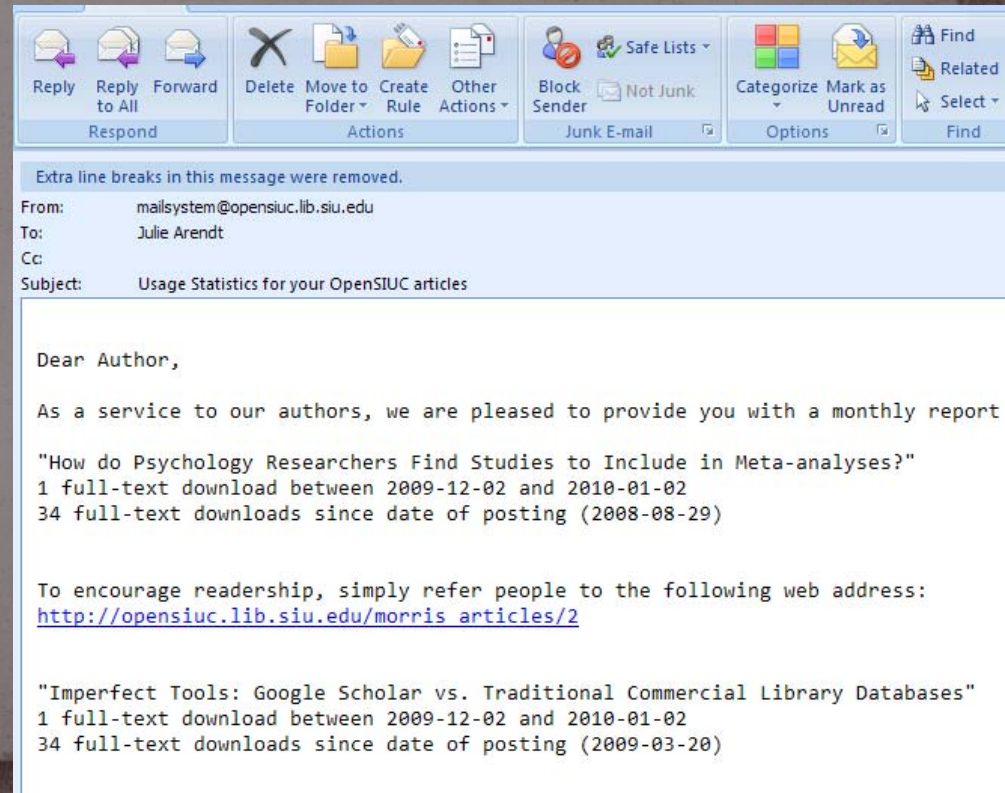 Reply
Reply to All
Forward
Respond
Delete
Move to Folder
Create Rule
Other Actions
Actions
Block Sender
Safe Lists
Not Junk
Junk E-mail
Categorize
Mark as Unread
Options
Find
Related
Select
Find
Extra line breaks in this message were removed.
From: mailsystem@opensiuc.lib.siu.edu
To: Julie Arendt
Cc:
Subject: Usage Statistics for your OpenSIUC articles
Dear Author,
As a service to our authors, we are pleased to provide you with a monthly report
"How do Psychology Researchers Find Studies to Include in Meta-analyses?"
1 full-text download between 2009-12-02 and 2010-01-02
34 full-text downloads since date of posting (2008-08-29)
To encourage readership, simply refer people to the following web address:
http://opensiuc.lib.siu.edu/morris_articles/2
"Imperfect Tools: Google Scholar vs. Traditional Commercial Library Databases"
1 full-text download between 2009-12-02 and 2010-01-02
34 full-text downloads since date of posting (2009-03-20)